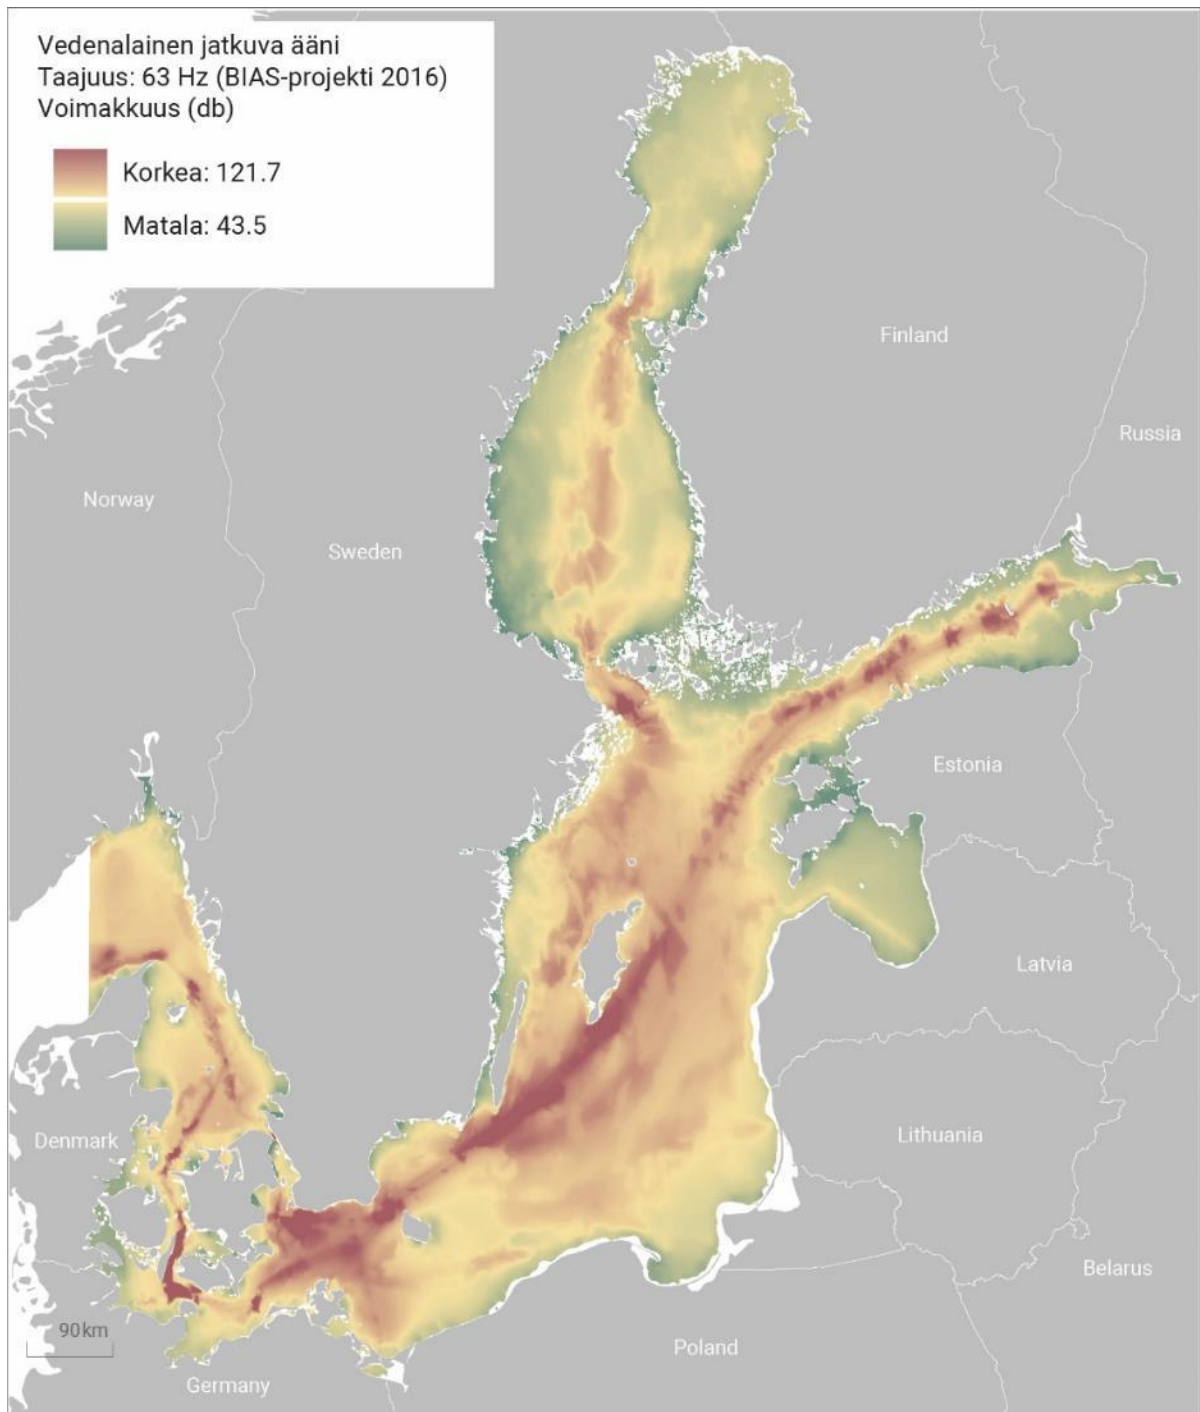 Vedenalainen jatkuva ääni
Taajuus: 63 Hz (BIAS-projekti 2016)
Voimakkuus (db)
Korkea: 121.7
Matala: 43.5
Finland
Russia
Norway
Sweden
Estonia
Latvia
Denmark
Lithuania
Belarus
90km
Poland
Germany